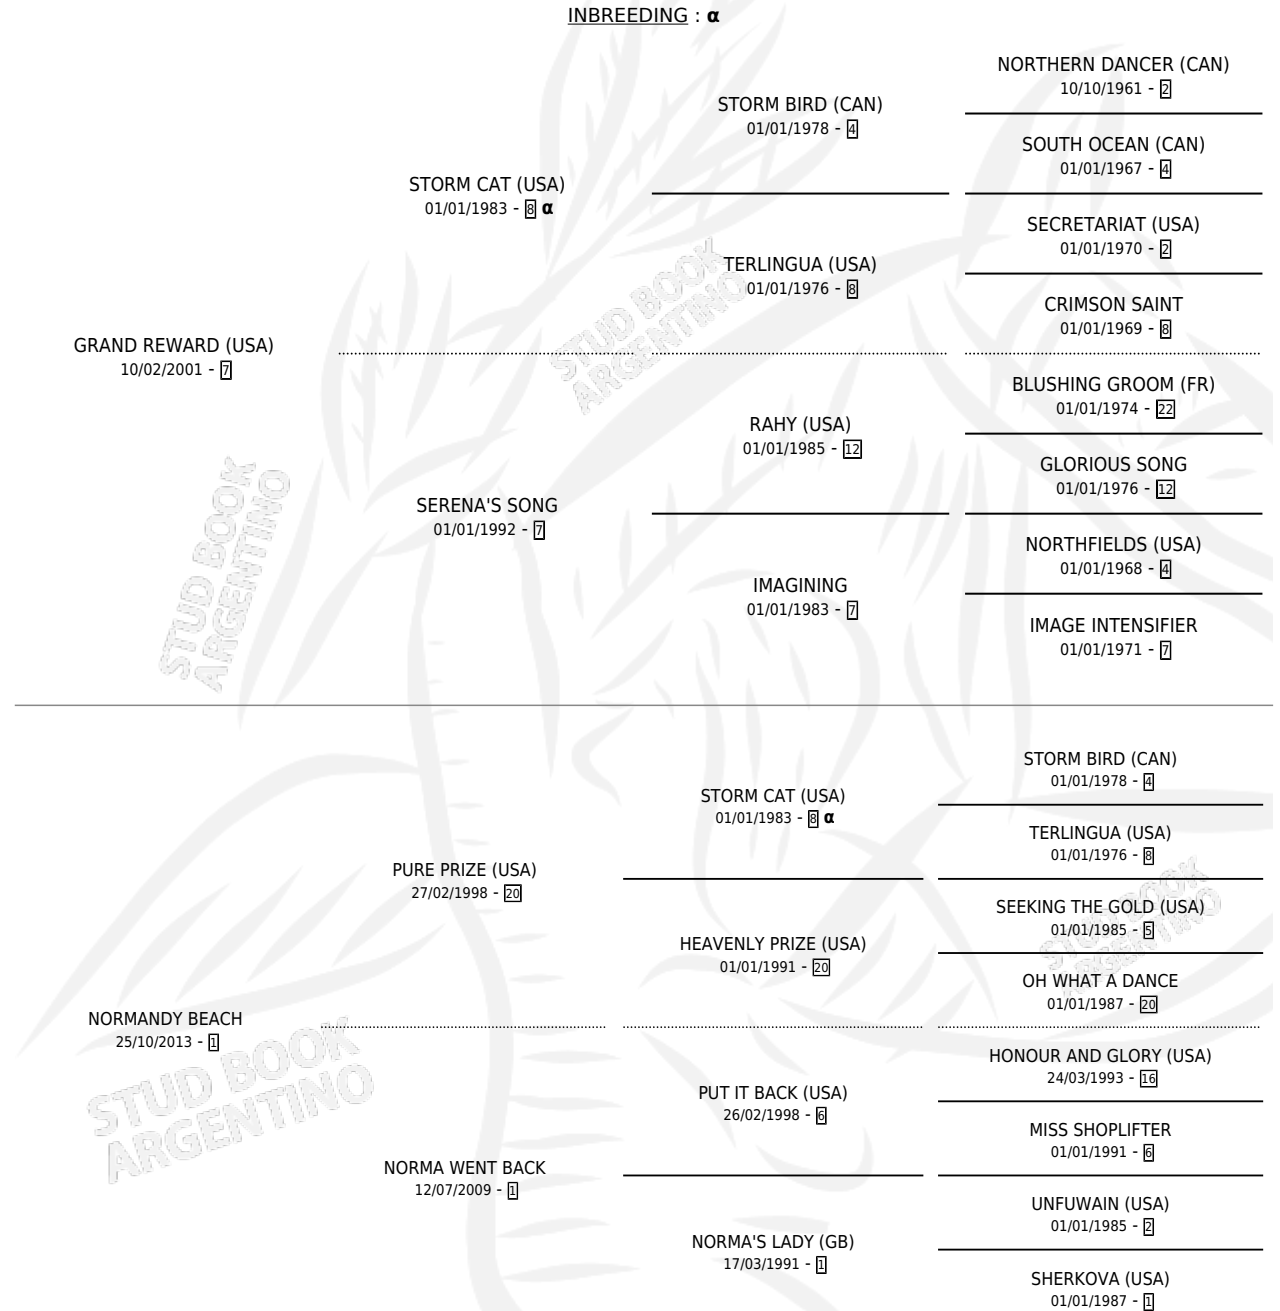 INBREEDING : α
NORTHERN DANCER (CAN)
10/10/1961 - 2
STORM BIRD (CAN)
01/01/1978 - 4
SOUTH OCEAN (CAN)
01/01/1967 - 4
STORM CAT (USA)
01/01/1983 - 8 α
SECRETARIAT (USA)
01/01/1970 - 2
TERLINGUA (USA)
01/01/1976 - 8
CRIMSON SAINT
01/01/1969 - 8
GRAND REWARD (USA)
10/02/2001 - 7
BLUSHING GROOM (FR)
01/01/1974 - 22
RAHY (USA)
01/01/1985 - 12
GLORIOUS SONG
01/01/1976 - 12
SERENA'S SONG
01/01/1992 - 7
NORTHFIELDS (USA)
01/01/1968 - 4
IMAGINING
01/01/1983 - 7
IMAGE INTENSIFIER
01/01/1971 - 7
STORM BIRD (CAN)
01/01/1978 - 4
STORM CAT (USA)
01/01/1983 - 8 α
TERLINGUA (USA)
01/01/1976 - 8
PURE PRIZE (USA)
27/02/1998 - 20
SEEKING THE GOLD (USA)
01/01/1985 - 5
HEAVENLY PRIZE (USA)
01/01/1991 - 20
OH WHAT A DANCE
01/01/1987 - 20
NORMANDY BEACH
25/10/2013 - 1
HONOUR AND GLORY (USA)
24/03/1993 - 16
PUT IT BACK (USA)
26/02/1998 - 6
MISS SHOPLIFTER
01/01/1991 - 6
NORMA WENT BACK
12/07/2009 - 1
UNFUWAIN (USA)
01/01/1985 - 2
NORMA'S LADY (GB)
17/03/1991 - 1
SHERKOVA (USA)
01/01/1987 - 1
STUD BOOK
ARGENTINO
STUD BOOK
ARGENTINO
STUD BOOK
ARGENTINO
STUD BOOK
ARGENTINO